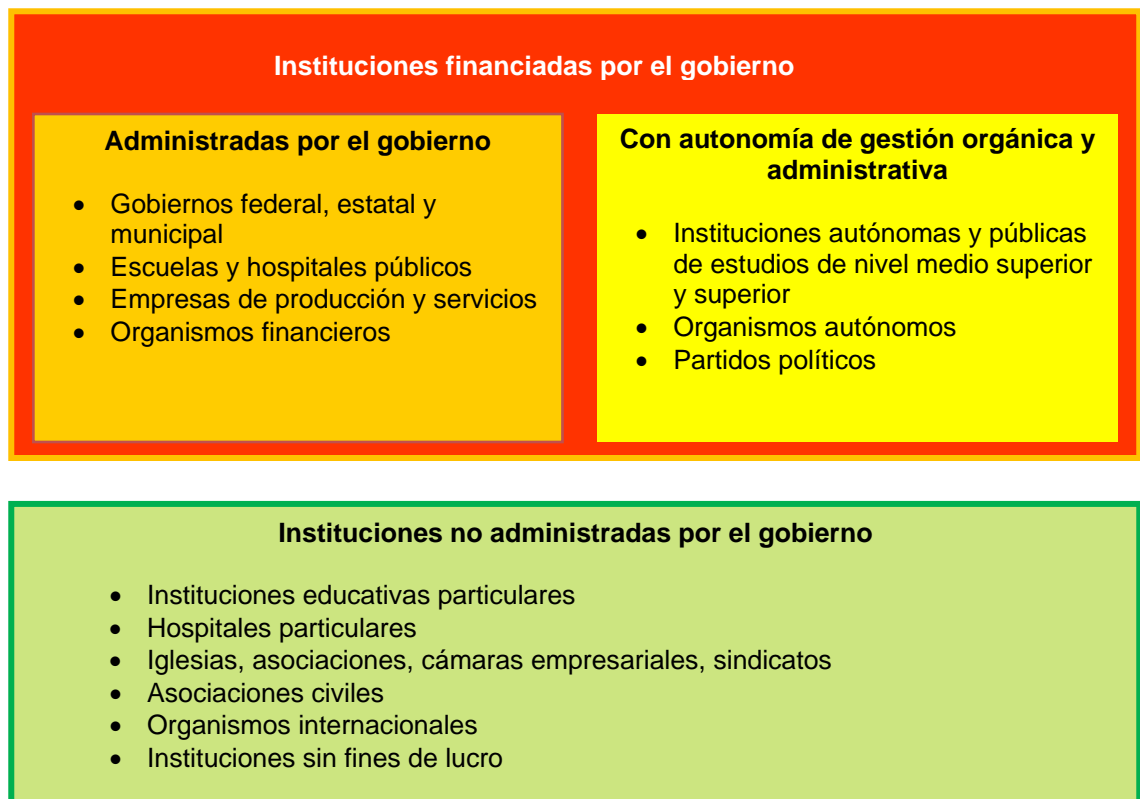 Instituciones financiadas por el gobierno
Administradas por el gobierno
• Gobiernos federal, estatal y
municipal
• Escuelas y hospitales públicos
• Empresas de producción y servicios
• Organismos financieros
Con autonomía de gestión orgánica y
administrativa
• Instituciones autónomas y públicas
de estudios de nivel medio superior
y superior
• Organismos autónomos
• Partidos políticos
Instituciones no administradas por el gobierno
• Instituciones educativas particulares
• Hospitales particulares
• Iglesias, asociaciones, cámaras empresariales, sindicatos
• Asociaciones civiles
• Organismos internacionales
• Instituciones sin fines de lucro